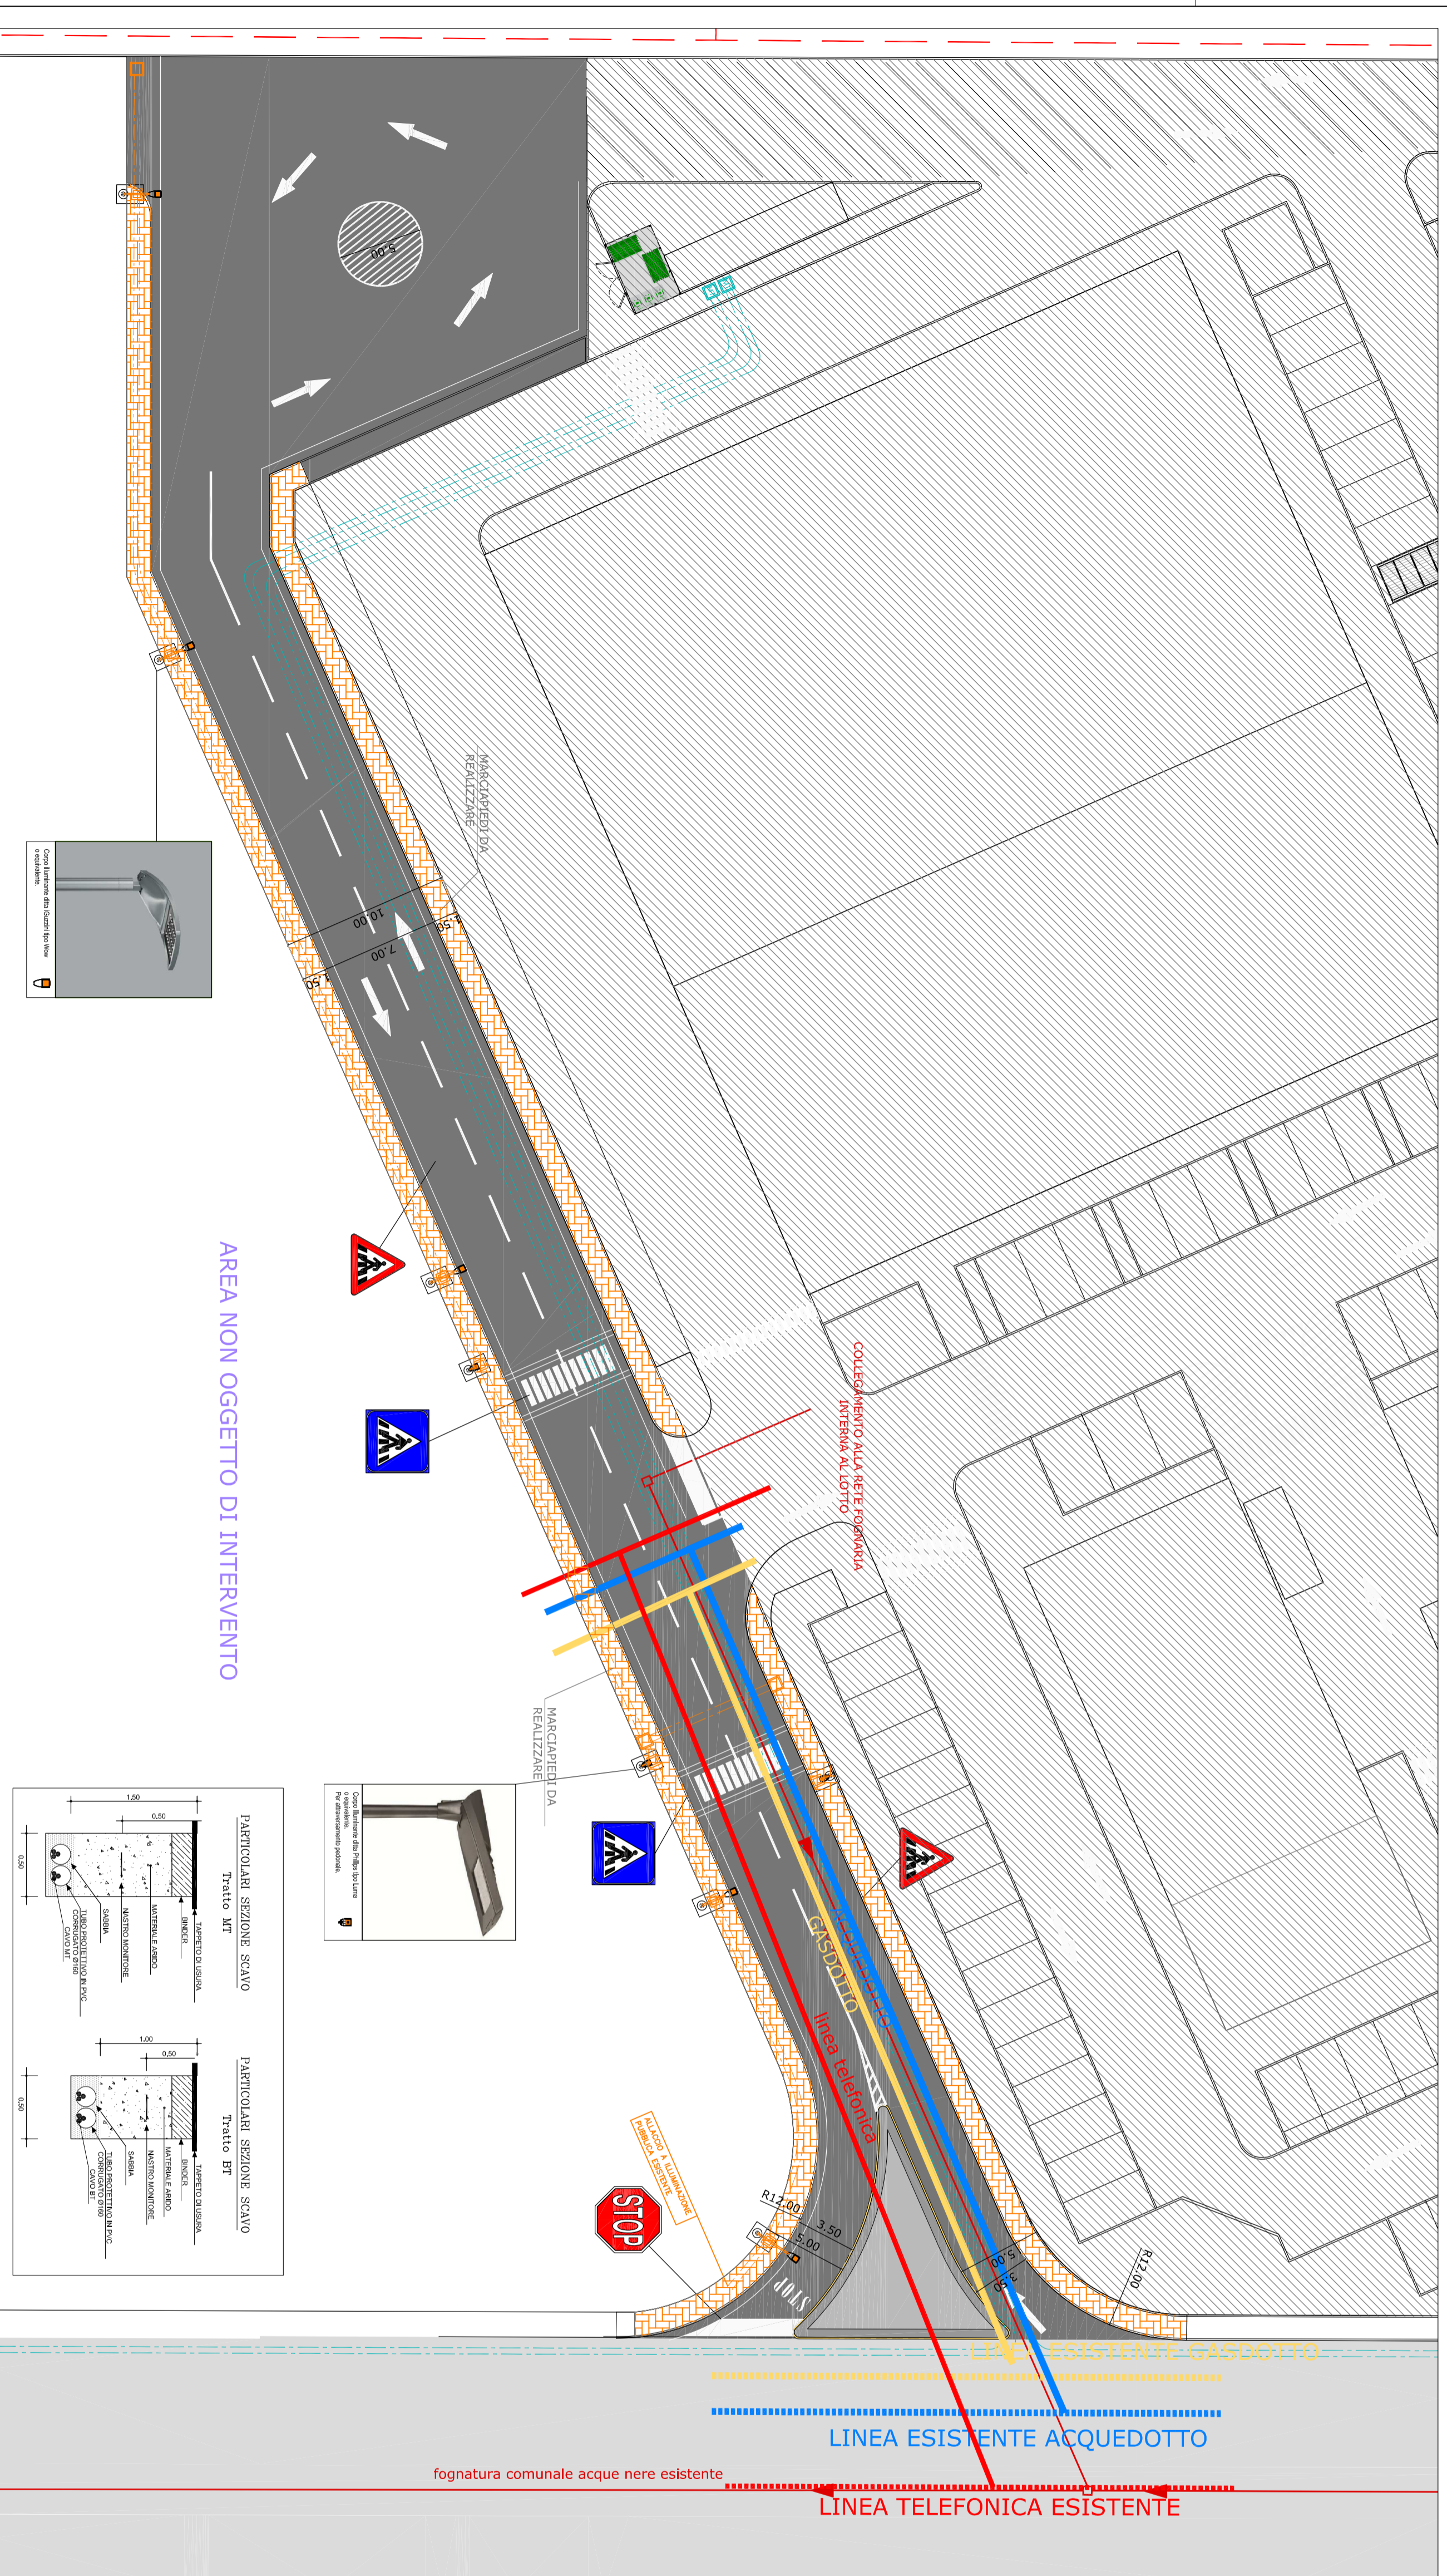 5.00
MARCIAPIEDI DA
REALIZZARE
10.00
7.00
1.50
1.50
Corpo illuminante ditta iGuzzini tipo Wow
o equivalente.
AREA NON OGGETTO DI INTERVENTO
COLLEGAMENTO ALLA RETE FOGNARIA
INTERNA AL LOTTO
MARCIAPIEDI DA
REALIZZARE
Corpo illuminante ditta Philips tipo Luma
o equivalente.
Per attraversamento pedonale.
PARTICOLARI SEZIONE SCAVO
Tratto MT
1.50
0.50
0.50
TAPPETO DI USURA
BINDER
MATERIALE ARIDO
NASTRO MONITORE
SABBIA
TUBO PROTETTIVO IN PVC
CORRUGATO Ø160
CAVO MT
PARTICOLARI SEZIONE SCAVO
Tratto BT
1.00
0.50
0.50
TAPPETO DI USURA
BINDER
MATERIALE ARIDO
NASTRO MONITORE
SABBIA
TUBO PROTETTIVO IN PVC
CORRUGATO Ø160
CAVO BT
ACQUEDOTTO
GASDOTTO
linea telefonica
ALLACCIO A ILLUMINAZIONE
PUBBLICA ESISTENTE
STOP
R12.00
3.50
5.00
STOP
5.00
3.50
R12.00
LINEA ESISTENTE GASDOTTO
LINEA ESISTENTE ACQUEDOTTO
fognatura comunale acque nere esistente
LINEA TELEFONICA ESISTENTE